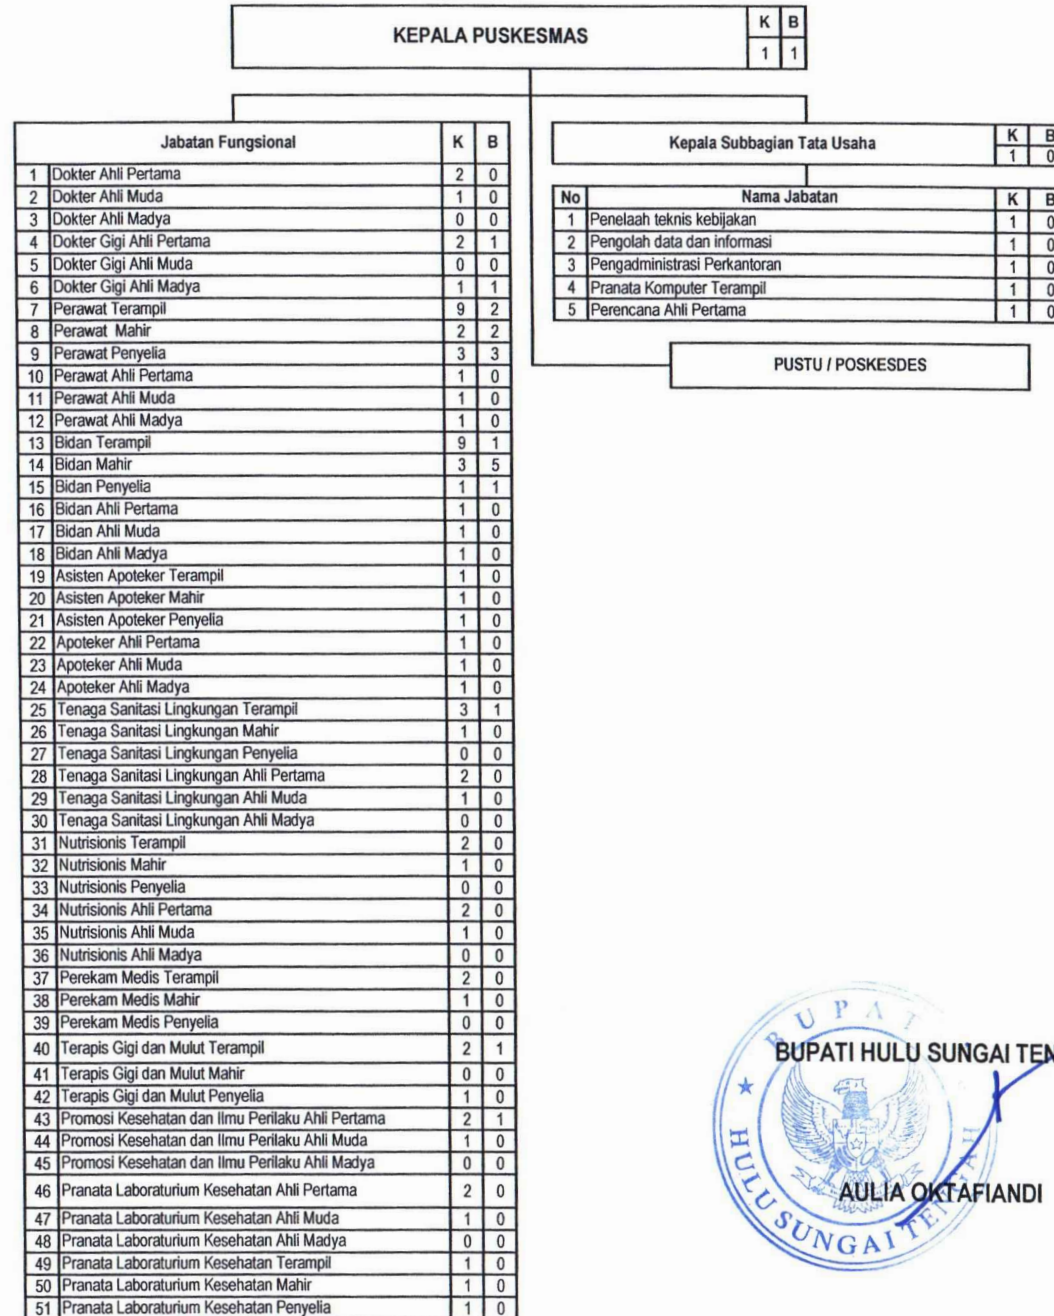 KEPALA PUSKESMAS K B
1 1
Jabatan Fungsional K B
1 Dokter Ahli Pertama 2 0
2 Dokter Ahli Muda 1 0
3 Dokter Ahli Madya 0 0
4 Dokter Gigi Ahli Pertama 2 1
5 Dokter Gigi Ahli Muda 0 0
6 Dokter Gigi Ahli Madya 1 1
7 Perawat Terampil 9 2
8 Perawat Mahir 2 2
9 Perawat Penyelia 3 3
10 Perawat Ahli Pertama 1 0
11 Perawat Ahli Muda 1 0
12 Perawat Ahli Madya 1 0
13 Bidan Terampil 9 1
14 Bidan Mahir 3 5
15 Bidan Penyelia 1 1
16 Bidan Ahli Pertama 1 0
17 Bidan Ahli Muda 1 0
18 Bidan Ahli Madya 1 0
19 Asisten Apoteker Terampil 1 0
20 Asisten Apoteker Mahir 1 0
21 Asisten Apoteker Penyelia 1 0
22 Apoteker Ahli Pertama 1 0
23 Apoteker Ahli Muda 1 0
24 Apoteker Ahli Madya 1 0
25 Tenaga Sanitasi Lingkungan Terampil 3 1
26 Tenaga Sanitasi Lingkungan Mahir 1 0
27 Tenaga Sanitasi Lingkungan Penyelia 0 0
28 Tenaga Sanitasi Lingkungan Ahli Pertama 2 0
29 Tenaga Sanitasi Lingkungan Ahli Muda 1 0
30 Tenaga Sanitasi Lingkungan Ahli Madya 0 0
31 Nutrisionis Terampil 2 0
32 Nutrisionis Mahir 1 0
33 Nutrisionis Penyelia 0 0
34 Nutrisionis Ahli Pertama 2 0
35 Nutrisionis Ahli Muda 1 0
36 Nutrisionis Ahli Madya 0 0
37 Perekam Medis Terampil 2 0
38 Perekam Medis Mahir 1 0
39 Perekam Medis Penyelia 0 0
40 Terapis Gigi dan Mulut Terampil 2 1
41 Terapis Gigi dan Mulut Mahir 0 0
42 Terapis Gigi dan Mulut Penyelia 1 0
43 Promosi Kesehatan dan Ilmu Perilaku Ahli Pertama 2 1
44 Promosi Kesehatan dan Ilmu Perilaku Ahli Muda 1 0
45 Promosi Kesehatan dan Ilmu Perilaku Ahli Madya 0 0
46 Pranata Laboraturium Kesehatan Ahli Pertama 2 0
47 Pranata Laboraturium Kesehatan Ahli Muda 1 0
48 Pranata Laboraturium Kesehatan Ahli Madya 0 0
49 Pranata Laboraturium Kesehatan Terampil 1 0
50 Pranata Laboraturium Kesehatan Mahir 1 0
51 Pranata Laboraturium Kesehatan Penyelia 1 0
Kepala Subbagian Tata Usaha K B
1 0
No Nama Jabatan K B
1 Penelaah teknis kebijakan 1 0
2 Pengolah data dan informasi 1 0
3 Pengadministrasi Perkantoran 1 0
4 Pranata Komputer Terampil 1 0
5 Perencana Ahli Pertama 1 0
PUSTU / POSKESDES
BUPAT
BUPATI HULU SUNGAI TEN
AULIA OKTAFIANDI
HULU SUNGAI TENGAH